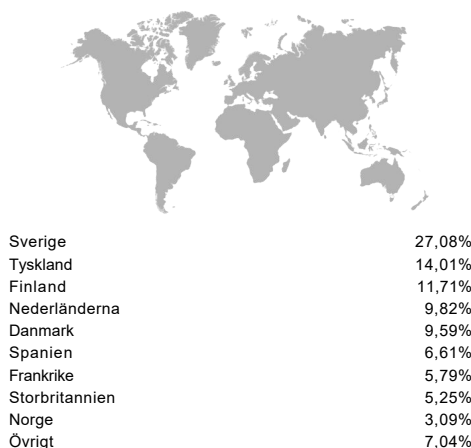 Sverige 27,08%
Tyskland 14,01%
Finland 11,71%
Nederländerna 9,82%
Danmark 9,59%
Spanien 6,61%
Frankrike 5,79%
Storbritannien 5,25%
Norge 3,09%
Övrigt 7,04%